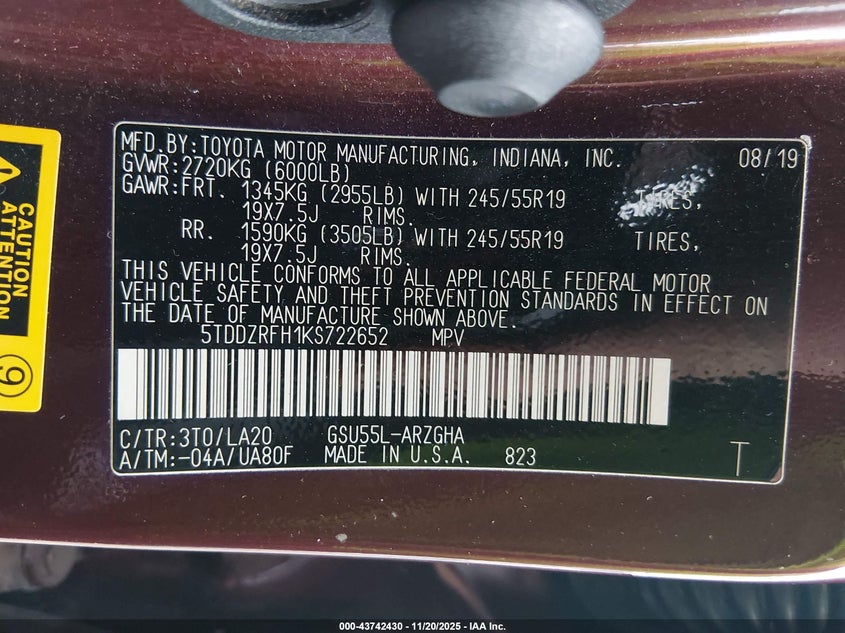 MFD.BY:TOYOTA MOTOR MANUFACTURING, INDIANA, INC. 08/19
GVWR:2720KG (6000LB)
GAWR:FRT. 1345KG (2955LB) WITH 245/55R19 TIRES,
19X7.5J RIMS.
RR. 1590KG (3505LB) WITH 245/55R19 TIRES,
19X7.5J RIMS.
THIS VEHICLE CONFORMS TO ALL APPLICABLE FEDERAL MOTOR
VEHICLE SAFETY AND THEFT PREVENTION STANDARDS IN EFFECT ON
THE DATE OF MANUFACTURE SHOWN ABOVE.
5TDDZRFH1KS722652 MPV
C/TR:3T0/LA20 GSU55L-ARZGHA
A/TM:-04A/UA80F MADE IN U.S.A. 823
T
CAUTION
ATTENTION
9
000-43742430 - 11/20/2025 - IAA Inc.